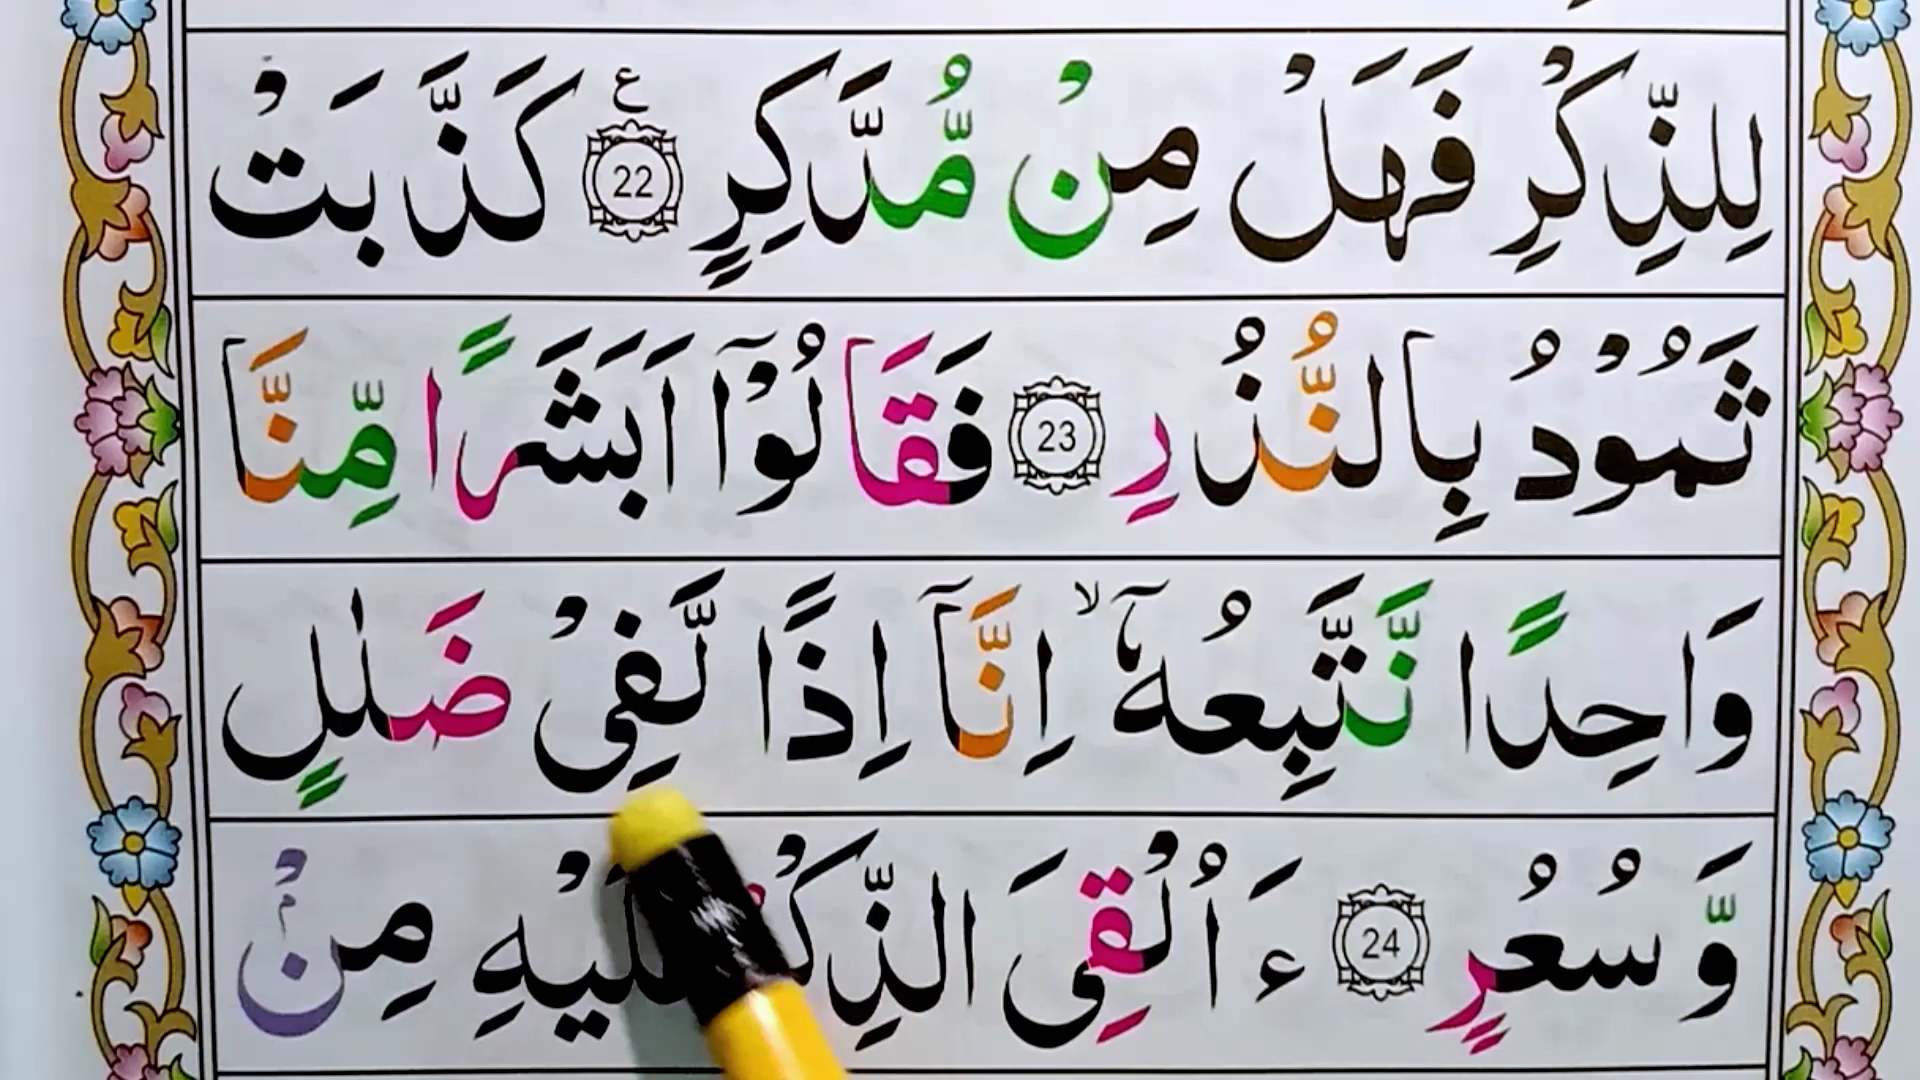 لِلذِّكْرِ فَهَلْ مِنْ مُّدَّكِرٍ ع 22 كَذَّبَتْ
ثَمُوْدُ بِالنُّذُرِ 23 فَقَالُوْۤا اَبَشَرًا مِّنَّا
وَاحِدًا نَّتَّبِعُهٗۤ ۙ اِنَّاۤ اِذًا لَّفِیْ ضَلٰلٍ
وَّ سُعُرٍ 24 ءَاُلْقِیَ الذِّكْرُ عَلَیْهِ مِنْۢ